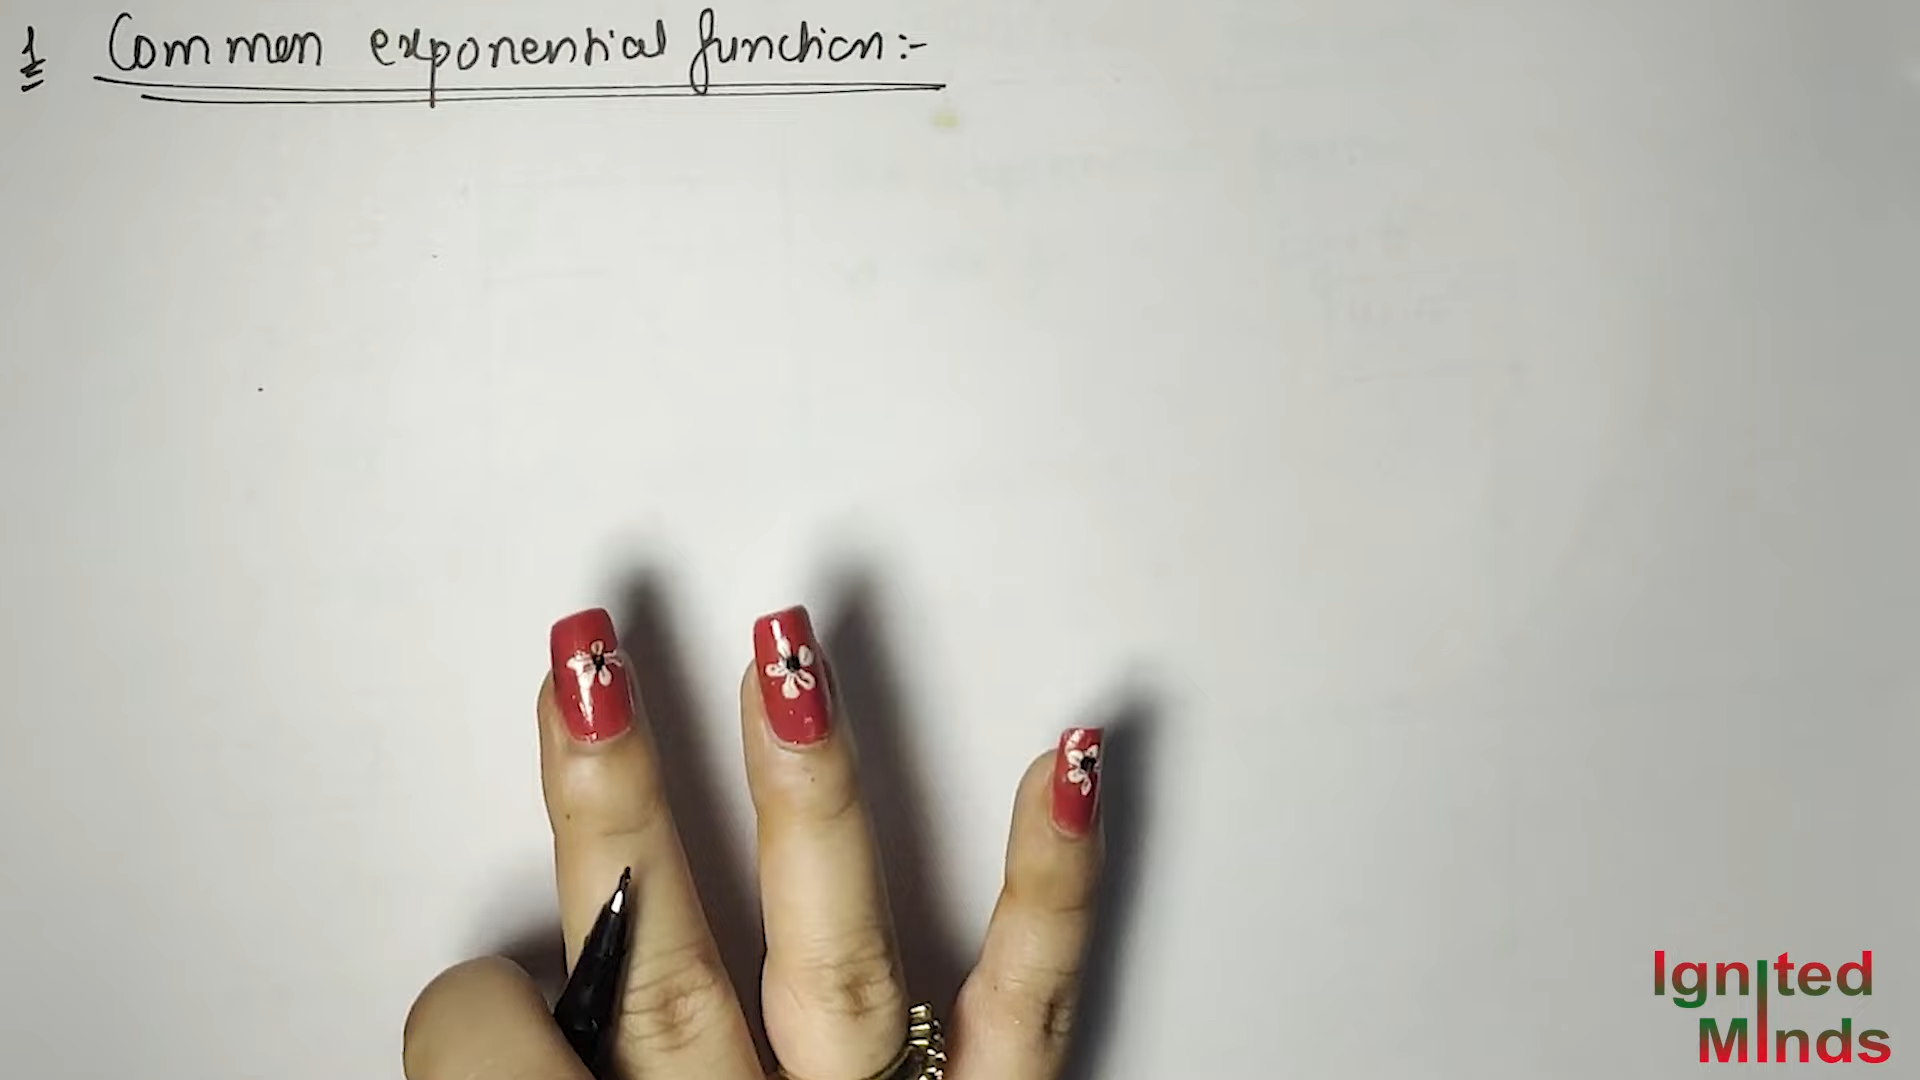 1 Common exponential function:-
Ignited
Minds